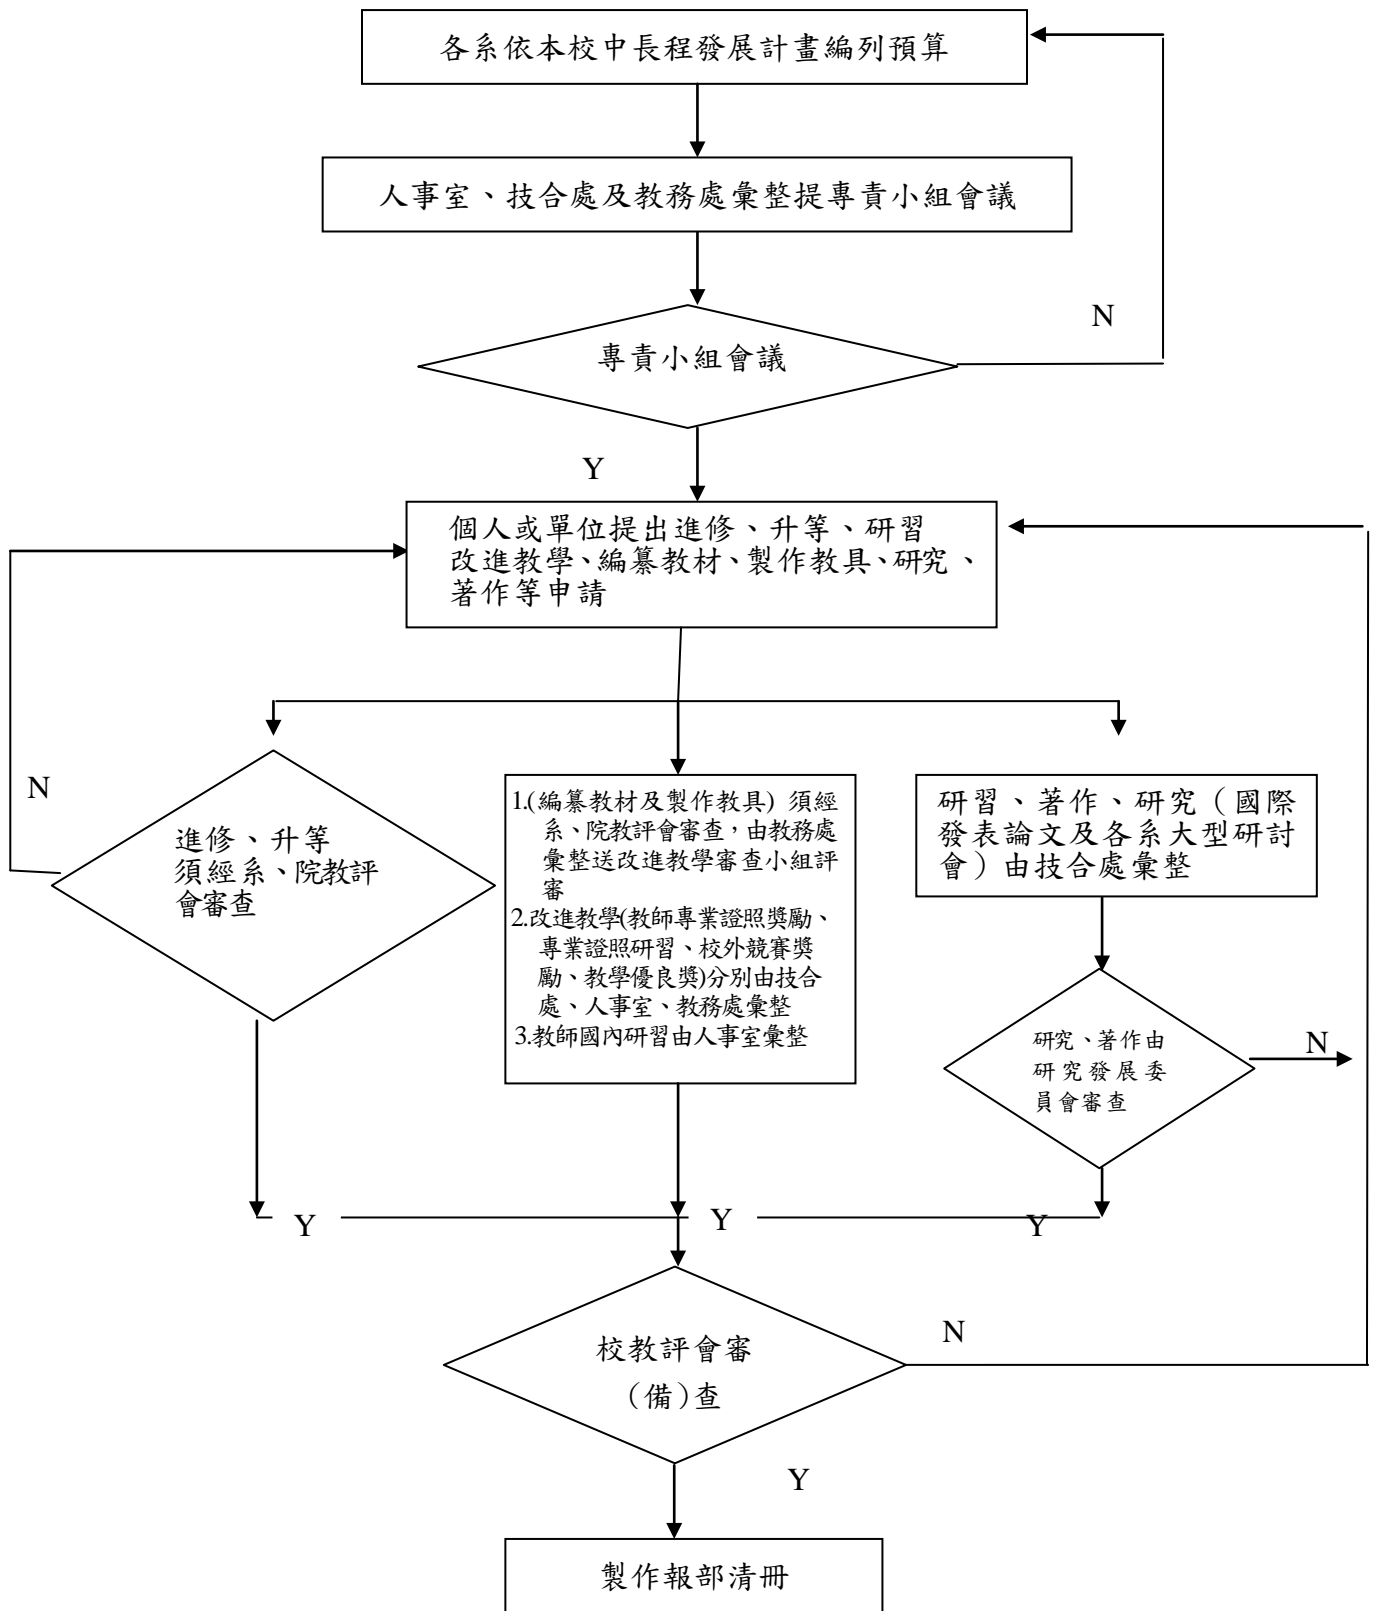 各系依本校中長程發展計畫編列預算
人事室、技合處及教務處彙整提專責小組會議
專責小組會議
N
Y
個人或單位提出進修、升等、研習
改進教學、編纂教材、製作教具、研究、
著作等申請
N
進修、升等
須經系、院教評
會審查
1.(編纂教材及製作教具) 須經
系、院教評會審查，由教務處
彙整送改進教學審查小組評
審
2.改進教學(教師專業證照獎勵、
專業證照研習、校外競賽獎
勵、教學優良獎)分別由技合
處、人事室、教務處彙整
3.教師國內研習由人事室彙整
研習、著作、研究（國際
發表論文及各系大型研討
會）由技合處彙整
研究、著作由
研究發展委
員會審查
N
Y
Y
Y
校教評會審
（備）查
N
Y
製作報部清冊